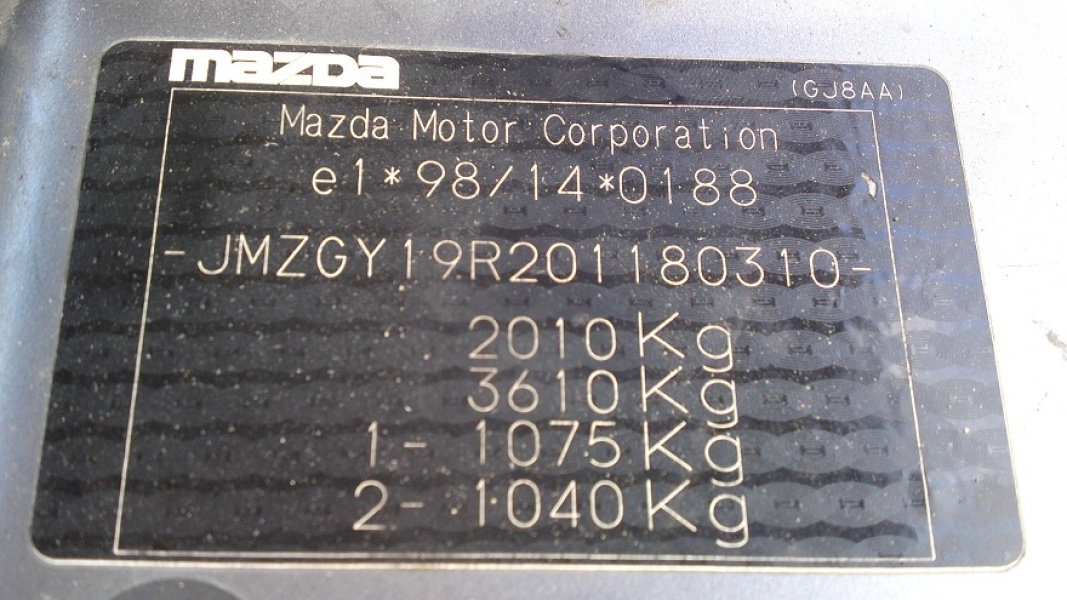 mazda
(GJ8AA)
Mazda Motor Corporation
e1*98/14*0188
-JMZGY19R201180310-
2010Kg
3610Kg
1- 1075Kg
2- 1040Kg